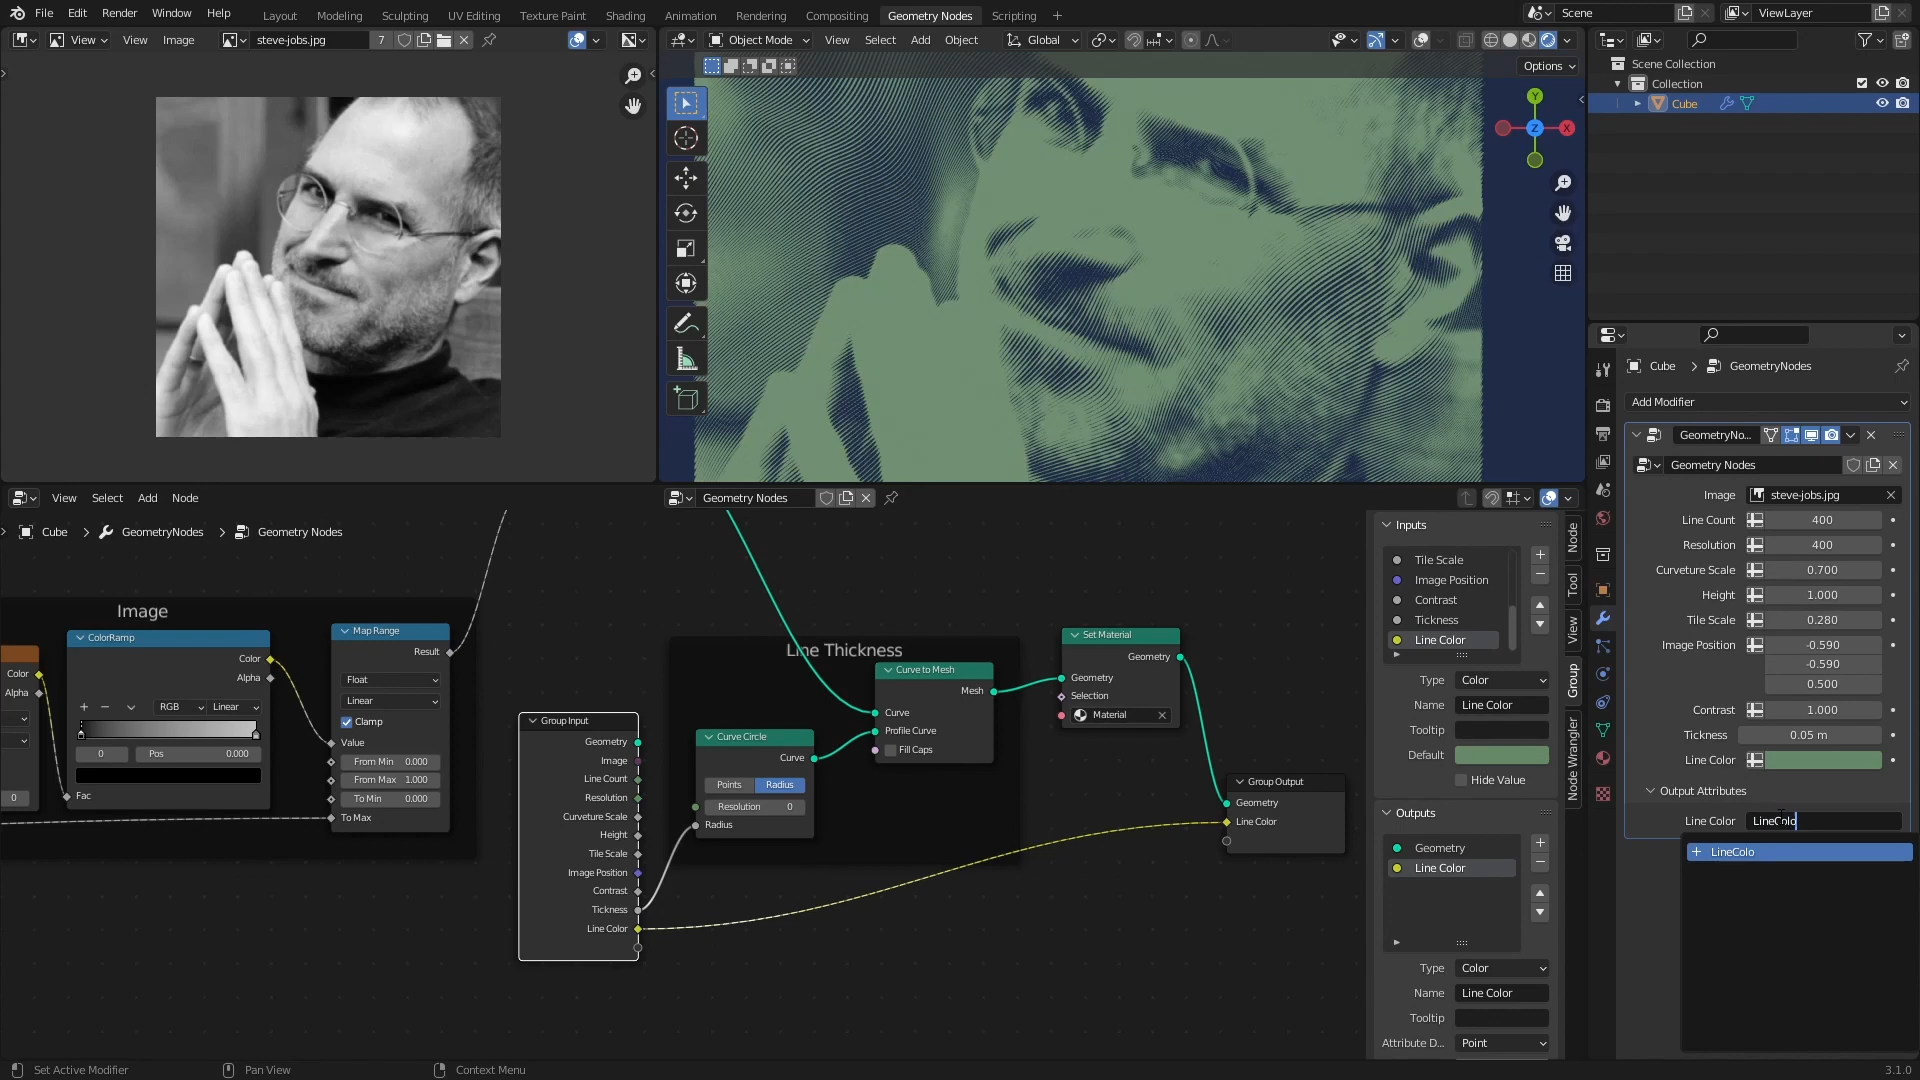 File Edit Render Window Help
Layout Modeling Sculpting UV Editing Texture Paint Shading Animation Rendering Compositing Geometry Nodes Scripting +
Scene
ViewLayer
View View Image steve-jobs.jpg 7
Object Mode View Select Add Object Global
Options
Y
X
Z
Scene Collection
Collection
Cube
Cube > GeometryNodes
Add Modifier
GeometryNo...
Geometry Nodes
Image steve-jobs.jpg
Line Count 400
Resolution 400
Curveture Scale 0.700
Height 1.000
Tile Scale 0.280
Image Position -0.590
-0.590
0.500
Contrast 1.000
Tickness 0.05 m
Line Color
Output Attributes
Line Color LineColo
+ LineColo
View Select Add Node
Geometry Nodes
Cube > GeometryNodes > Geometry Nodes
Image
Color
Alpha
0
ColorRamp
Color
Alpha
RGB Linear
0 Pos 0.000
Fac
Map Range
Result
Float
Linear
Clamp
Value
From Min 0.000
From Max 1.000
To Min 0.000
To Max
Group Input
Geometry
Image
Line Count
Resolution
Curveture Scale
Height
Tile Scale
Image Position
Contrast
Tickness
Line Color
Line Thickness
Curve Circle
Curve
Points Radius
Resolution 0
Radius
Curve to Mesh
Mesh
Curve
Profile Curve
Fill Caps
Set Material
Geometry
Geometry
Selection
Material
Group Output
Geometry
Line Color
Inputs
Tile Scale
Image Position
Contrast
Tickness
Line Color
Type Color
Name Line Color
Tooltip
Default
Hide Value
Outputs
Geometry
Line Color
Type Color
Name Line Color
Tooltip
Attribute D... Point
Node
Tool
View
Group
Node Wrangler
Set Active Modifier Pan View Context Menu
3.1.0